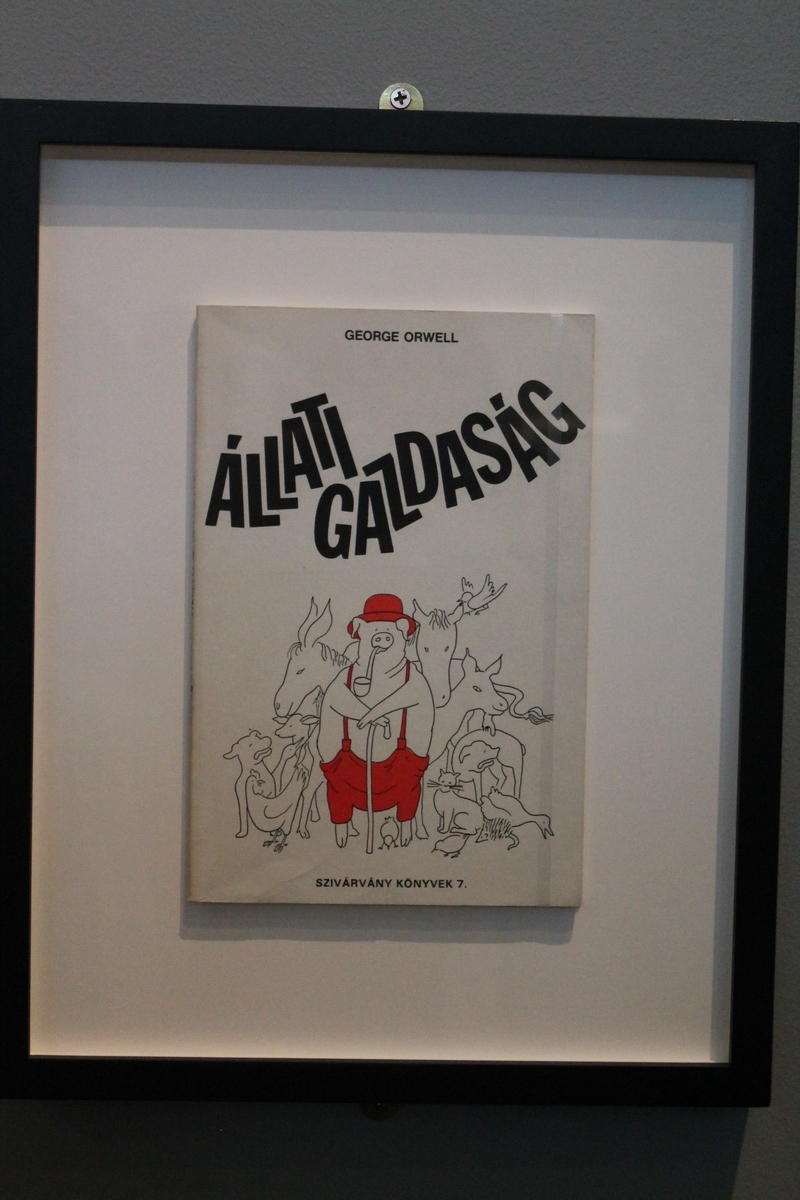 GEORGE ORWELL
ÁLLATI
GAZDASÁG
SZIVÁRVÁNY KÖNYVEK 7.